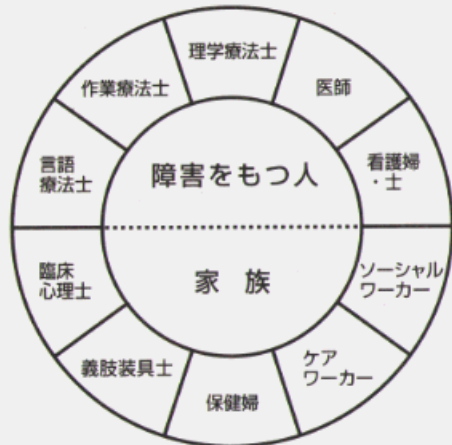 理学療法士
医師
看護婦
・士
ソーシャル
ワーカー
ケア
ワーカー
保健婦
義肢装具士
臨床
心理士
言語
療法士
作業療法士
障害をもつ人
家 族